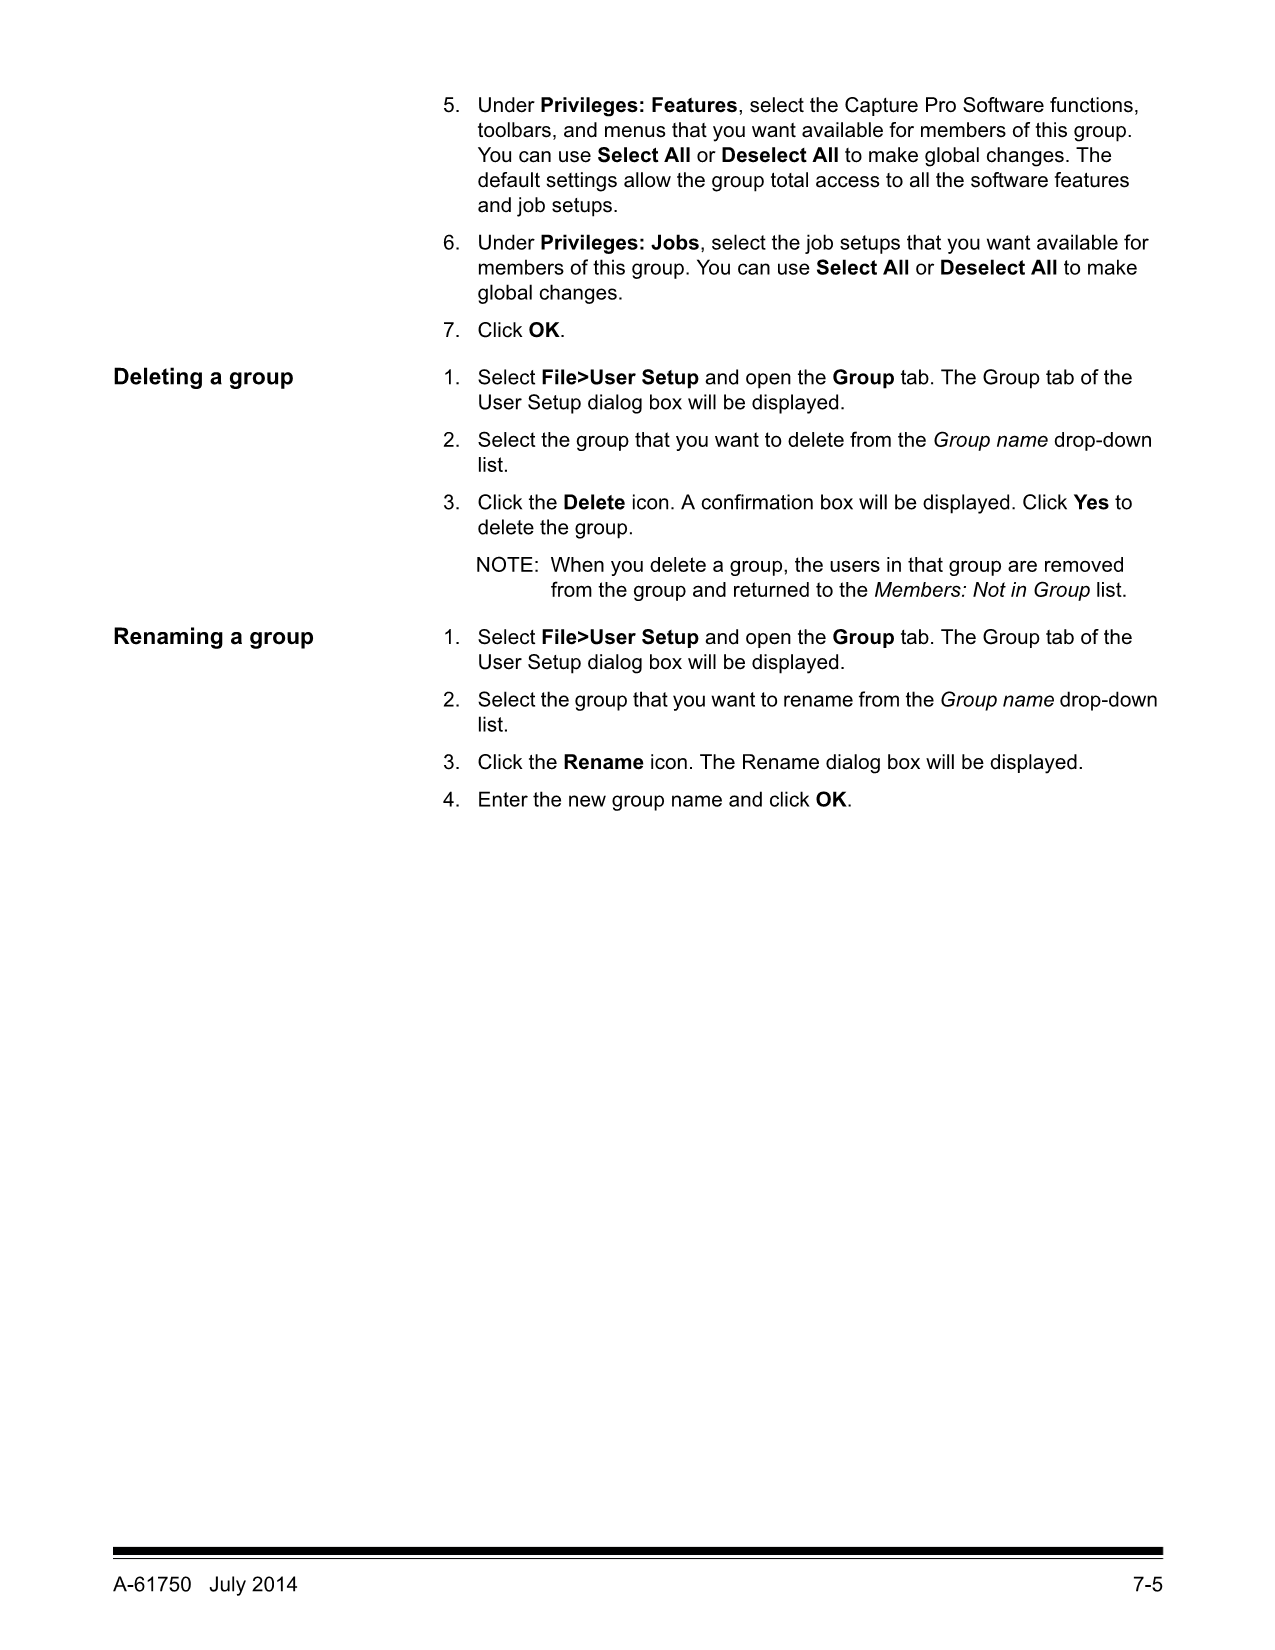 5. Under Privileges: Features, select the Capture Pro Software functions,
toolbars, and menus that you want available for members of this group.
You can use Select All or Deselect All to make global changes. The
default settings allow the group total access to all the software features
and job setups.
6. Under Privileges: Jobs, select the job setups that you want available for
members of this group. You can use Select All or Deselect All to make
global changes.
7. Click OK.
Deleting a group
1. Select File>User Setup and open the Group tab. The Group tab of the
User Setup dialog box will be displayed.
2. Select the group that you want to delete from the Group name drop-down
list.
3. Click the Delete icon. A confirmation box will be displayed. Click Yes to
delete the group.
NOTE: When you delete a group, the users in that group are removed
from the group and returned to the Members: Not in Group list.
Renaming a group
1. Select File>User Setup and open the Group tab. The Group tab of the
User Setup dialog box will be displayed.
2. Select the group that you want to rename from the Group name drop-down
list.
3. Click the Rename icon. The Rename dialog box will be displayed.
4. Enter the new group name and click OK.
A-61750 July 2014 7-5